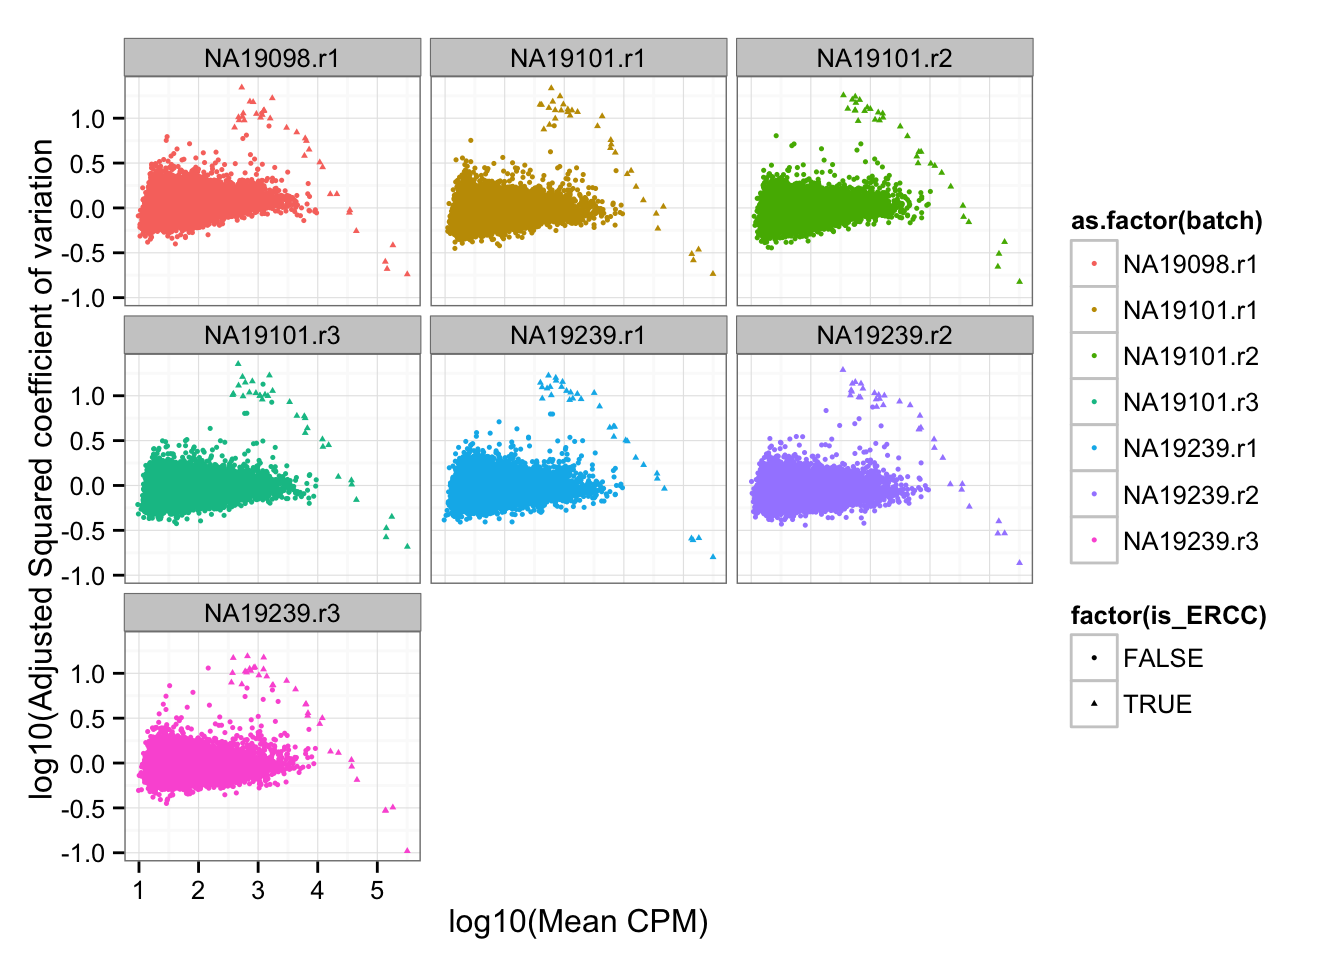 NA19098.r1
NA19101.r1
NA19101.r2
1.0
0.5
0.0
-0.5
-1.0
NA19101.r3
NA19239.r1
NA19239.r2
1.0
0.5
0.0
-0.5
-1.0
NA19239.r3
1.0
0.5
0.0
-0.5
-1.0
1 2 3 4 5
log10(Mean CPM)
log10(Adjusted Squared coefficient of variation
as.factor(batch)
NA19098.r1
NA19101.r1
NA19101.r2
NA19101.r3
NA19239.r1
NA19239.r2
NA19239.r3
factor(is_ERCC)
FALSE
TRUE